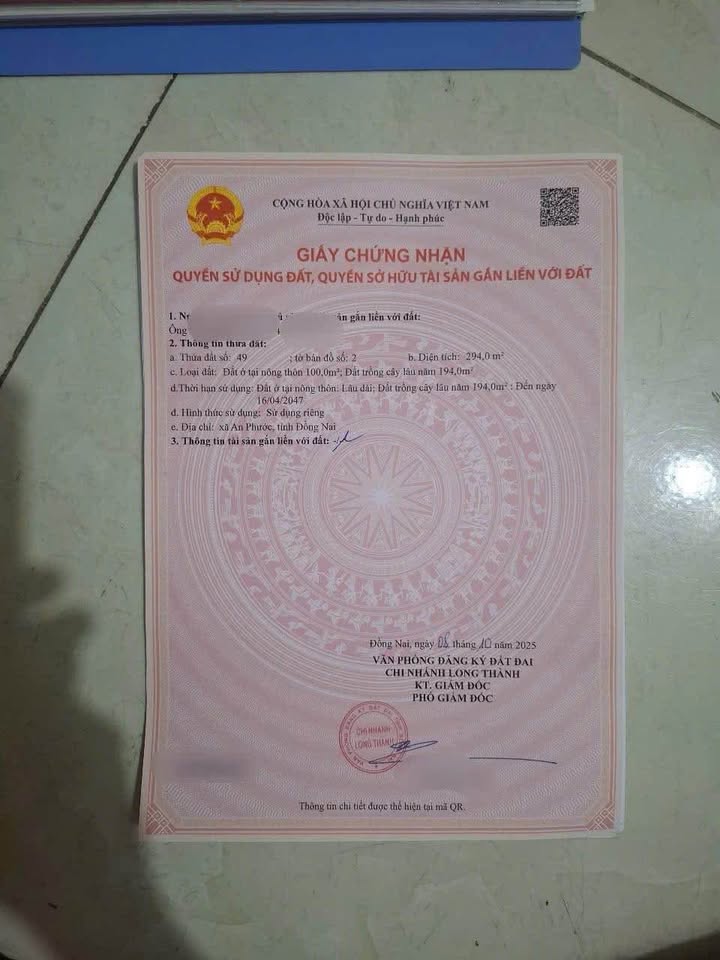 CỘNG HÒA XÃ HỘI CHỦ NGHĨA VIỆT NAM
Độc lập - Tự do - Hạnh phúc
GIẤY CHỨNG NHẬN
QUYỀN SỬ DỤNG ĐẤT, QUYỀN SỞ HỮU TÀI SẢN GẮN LIỀN VỚI ĐẤT
1. gắn liền với đất:
Ông
2. Thông tin thửa đất:
a. Thửa đất số: 49 ; tờ bản đồ số: 2 b. Diện tích: 294,0 m²
c. Loại đất: Đất ở tại nông thôn 100,0m²; Đất trồng cây lâu năm 194,0m²
d.Thời hạn sử dụng: Đất ở tại nông thôn: Lâu dài; Đất trồng cây lâu năm 194,0m² : Đến ngày
16/04/2047
đ. Hình thức sử dụng: Sử dụng riêng
e. Địa chỉ: xã An Phước, tỉnh Đồng Nai
3. Thông tin tài sản gắn liền với đất: -/-
Đồng Nai, ngày 08 tháng 10 năm 2025
VĂN PHÒNG ĐĂNG KÝ ĐẤT ĐAI
CHI NHÁNH LONG THÀNH
KT. GIÁM ĐỐC
PHÓ GIÁM ĐỐC
CHI NHÁNH
LONG THÀNH
Thông tin chi tiết được thể hiện tại mã QR.